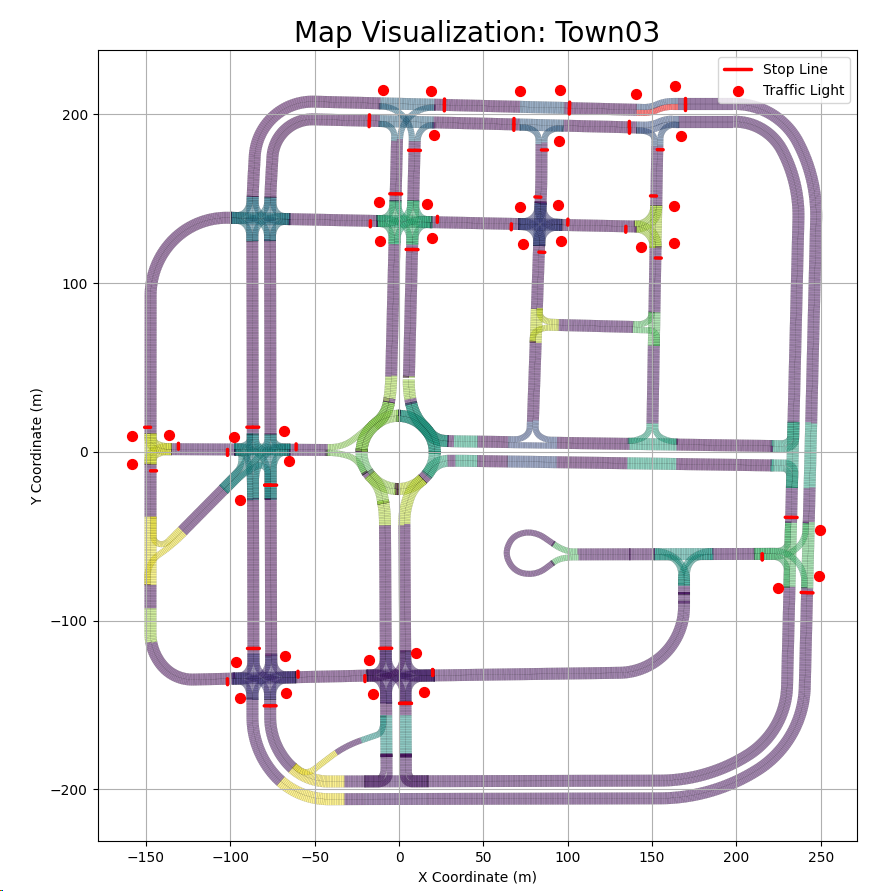 Map Visualization: Town03
Stop Line
Traffic Light
200
100
0
−100
−200
Y Coordinate (m)
−150
−100
−50
0
50
100
150
200
250
X Coordinate (m)